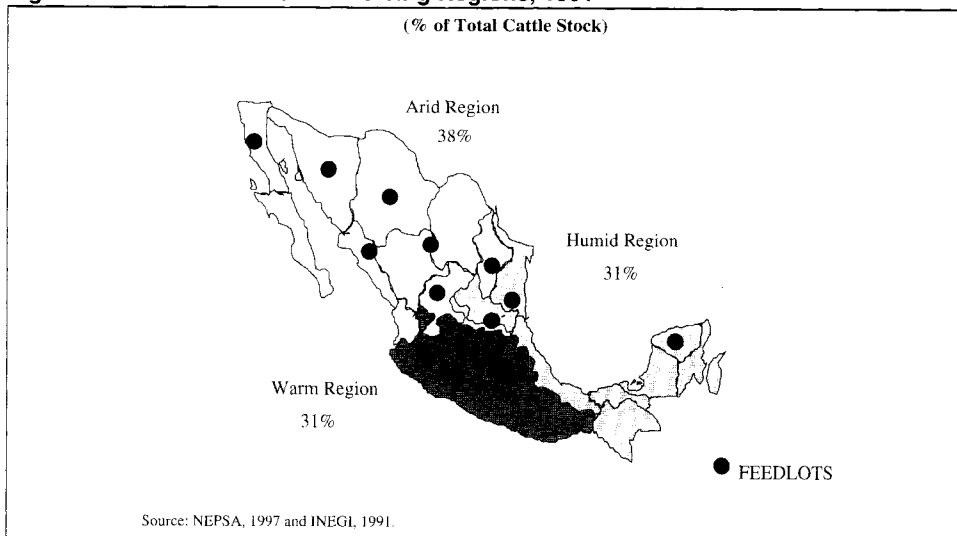 (% of Total Cattle Stock)
Arid Region
38%
Humid Region
31%
Warm Region
31%
FEEDLOTS
Source: NEPSA, 1997 and INEGI, 1991.